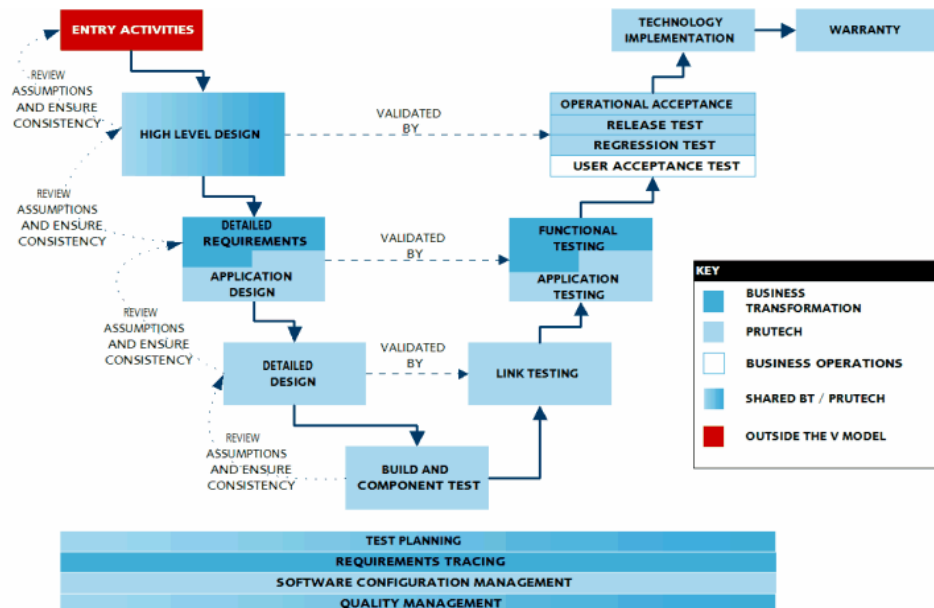 ENTRY ACTIVITIES
TECHNOLOGY
IMPLEMENTATION
WARRANTY
REVIEW
ASSUMPTIONS
AND ENSURE
CONSISTENCY
HIGH LEVEL DESIGN
VALIDATED
BY
OPERATIONAL ACCEPTANCE
RELEASE TEST
REGRESSION TEST
USER ACCEPTANCE TEST
REVIEW
ASSUMPTIONS
AND ENSURE
CONSISTENCY
DETAILED
REQUIREMENTS
APPLICATION
DESIGN
VALIDATED
BY
FUNCTIONAL
TESTING
APPLICATION
TESTING
REVIEW
ASSUMPTIONS
AND ENSURE
CONSISTENCY
DETAILED
DESIGN
VALIDATED
BY
LINK TESTING
REVIEW
ASSUMPTIONS
AND ENSURE
CONSISTENCY
BUILD AND
COMPONENT TEST
KEY
BUSINESS
TRANSFORMATION
PRUTECH
BUSINESS OPERATIONS
SHARED BT / PRUTECH
OUTSIDE THE V MODEL
TEST PLANNING
REQUIREMENTS TRACING
SOFTWARE CONFIGURATION MANAGEMENT
QUALITY MANAGEMENT